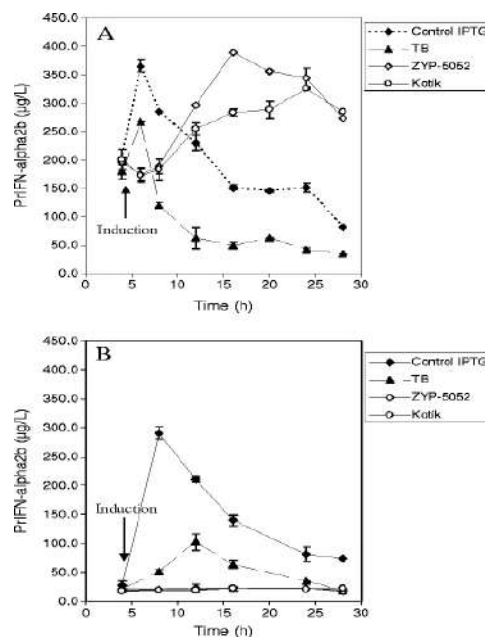 A
450.0
400.0
350.0
300.0
250.0
200.0
150.0
100.0
50.0
0.0
PrIFN-alpha2b (µg/L)
Induction
0 5 10 15 20 25 30
Time (h)
Control IPTG
TB
ZYP-5052
Kotik
B
450.0
400.0
350.0
300.0
250.0
200.0
150.0
100.0
50.0
0.0
PrIFN-alpha2b (µg/L)
Induction
0 5 10 15 20 25 30
Time (h)
Control IPTG
TB
ZYP-5052
Kotik